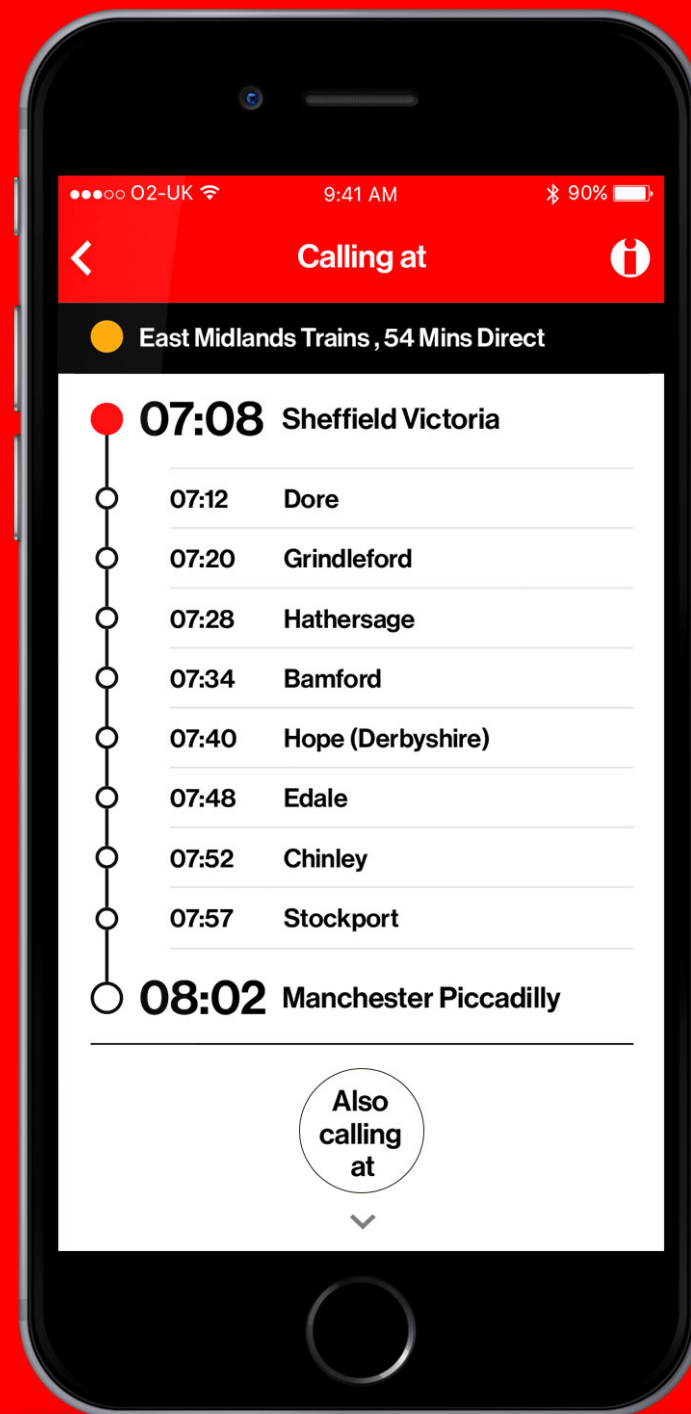 O2-UK 9:41 AM 90%
Calling at
East Midlands Trains , 54 Mins Direct
07:08 Sheffield Victoria
07:12 Dore
07:20 Grindleford
07:28 Hathersage
07:34 Bamford
07:40 Hope (Derbyshire)
07:48 Edale
07:52 Chinley
07:57 Stockport
08:02 Manchester Piccadilly
Also
calling
at